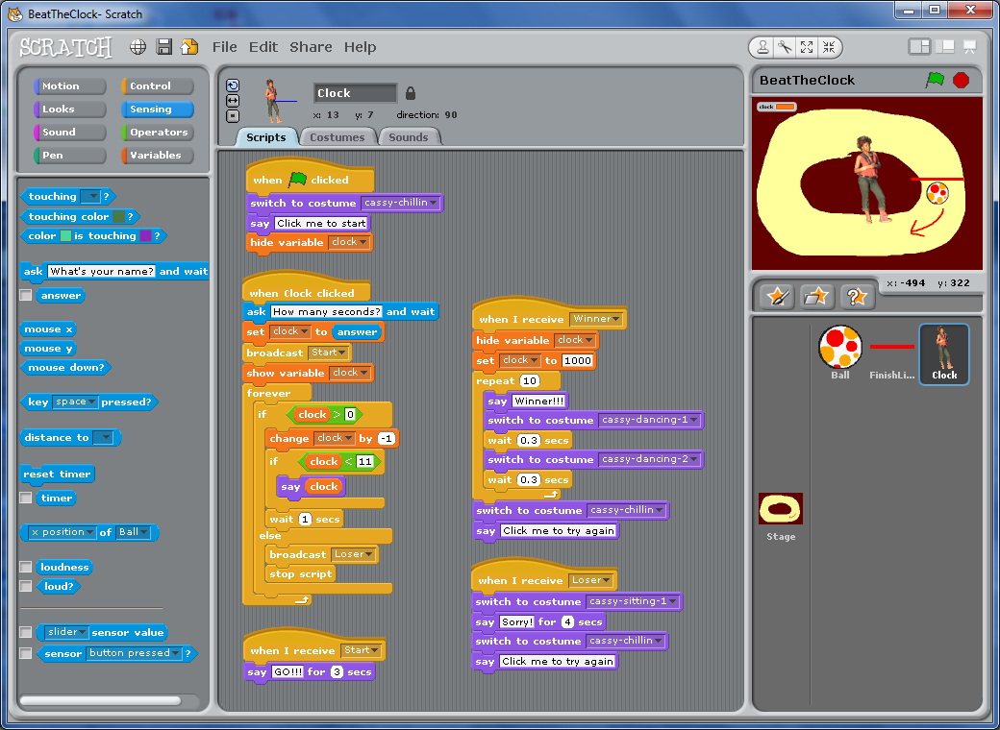 BeatTheClock- Scratch
SCRATCH File Edit Share Help
Motion Control
Looks Sensing
Sound Operators
Pen Variables
touching ?
touching color ?
color is touching ?
ask What's your name? and wait
answer
mouse x
mouse y
mouse down?
key space pressed?
distance to
reset timer
timer
x position of Ball
loudness
loud?
slider sensor value
sensor button pressed ?
Clock
x: 13 y: 7 direction: 90
Scripts Costumes Sounds
when clicked
switch to costume cassy-chillin
say Click me to start
hide variable clock
when Clock clicked
ask How many seconds? and wait
set clock to answer
broadcast Start
show variable clock
forever
if clock > 0
change clock by -1
if clock < 11
say clock
wait 1 secs
else
broadcast Loser
stop script
when I receive Start
say GO!!! for 3 secs
when I receive Winner
hide variable clock
set clock to 1000
repeat 10
say Winner!!!
switch to costume cassy-dancing-1
wait 0.3 secs
switch to costume cassy-dancing-2
wait 0.3 secs
switch to costume cassy-chillin
say Click me to try again
when I receive Loser
switch to costume cassy-sitting-1
say Sorry! for 4 secs
switch to costume cassy-chillin
say Click me to try again
BeatTheClock
clock
x: -494 y: 322
Ball FinishLi... Clock
Stage